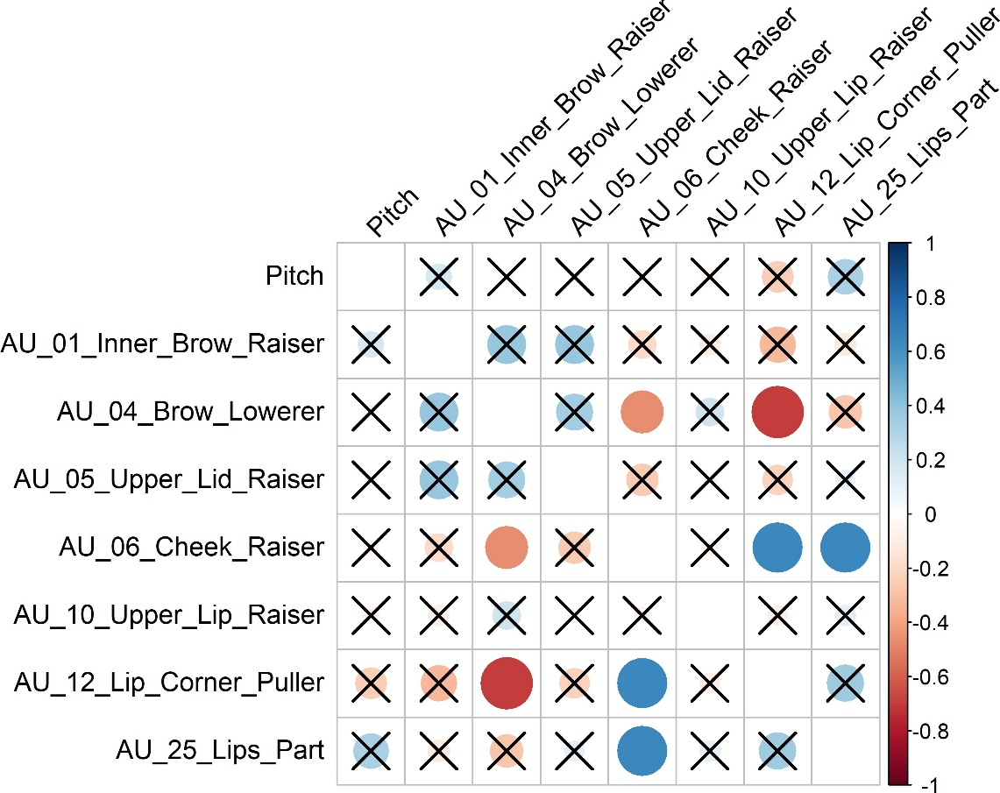 Pitch
AU_01_Inner_Brow_Raiser
AU_04_Brow_Lowerer
AU_05_Upper_Lid_Raiser
AU_06_Cheek_Raiser
AU_10_Upper_Lip_Raiser
AU_12_Lip_Corner_Puller
AU_25_Lips_Part
Pitch
AU_01_Inner_Brow_Raiser
AU_04_Brow_Lowerer
AU_05_Upper_Lid_Raiser
AU_06_Cheek_Raiser
AU_10_Upper_Lip_Raiser
AU_12_Lip_Corner_Puller
AU_25_Lips_Part
1
0.8
0.6
0.4
0.2
0
-0.2
-0.4
-0.6
-0.8
-1